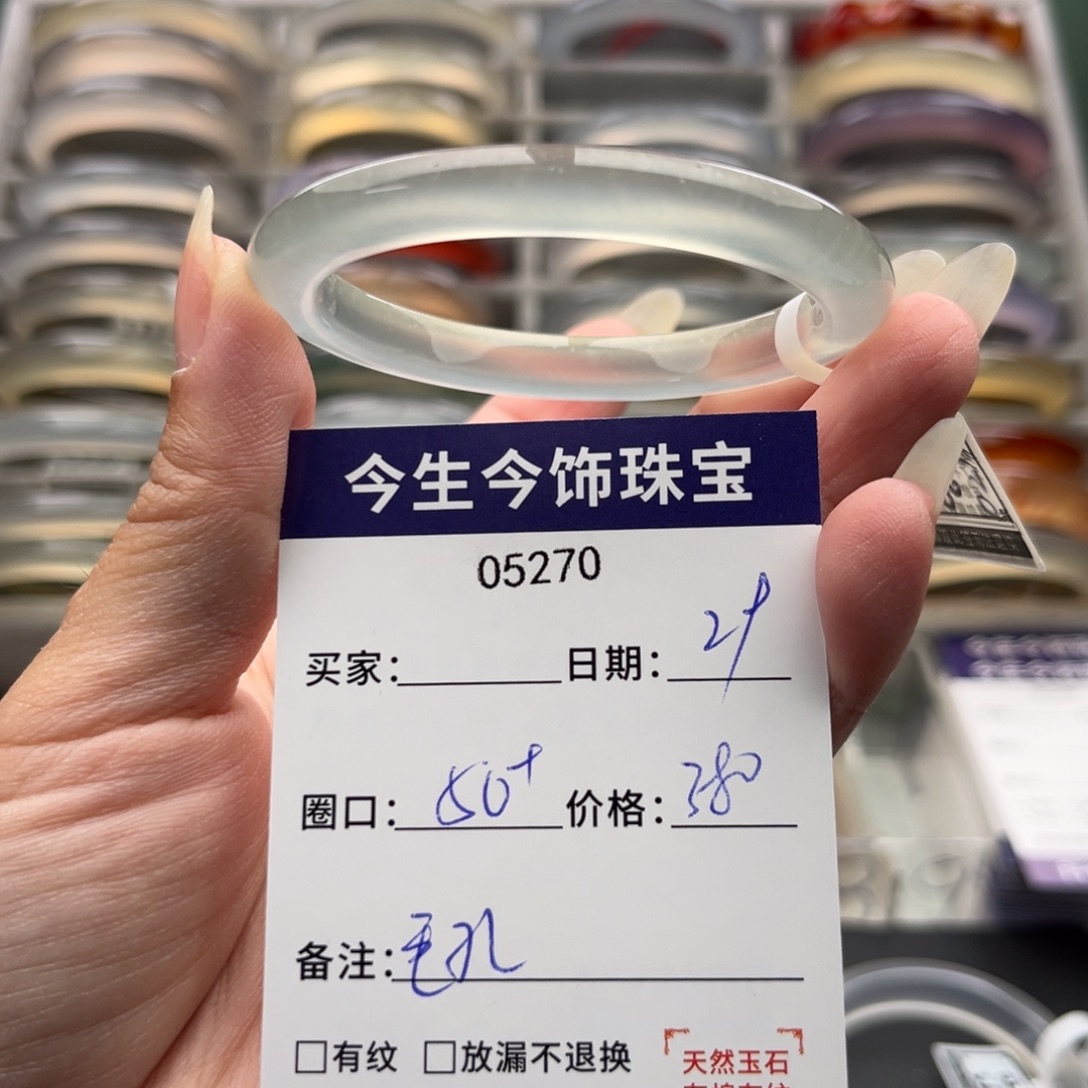 今生今饰珠宝
05270
买家： 日期： 29
圈口： 50+ 价格： 380
备注： 毛孔
□有纹 □放漏不退换
天然玉石